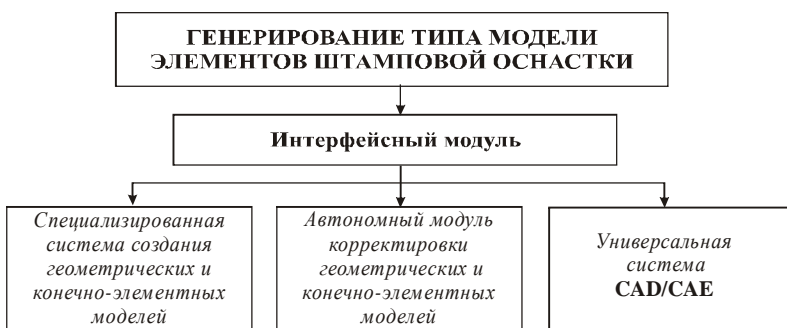 ГЕНЕРИРОВАНИЕ ТИПА МОДЕЛИ
ЭЛЕМЕНТОВ ШТАМПОВОЙ ОСНАСТКИ
Интерфейсный модуль
Специализированная
система создания
геометрических и
конечно-элементных
моделей
Автономный модуль
корректировки
геометрических и
конечно-элементных
моделей
Универсальная
система
CAD/CAE